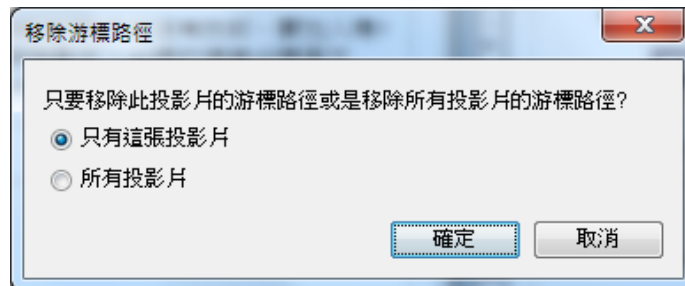 移除游標路徑
只要移除此投影片的游標路徑或是移除所有投影片的游標路徑?
只有這張投影片
所有投影片
確定 取消